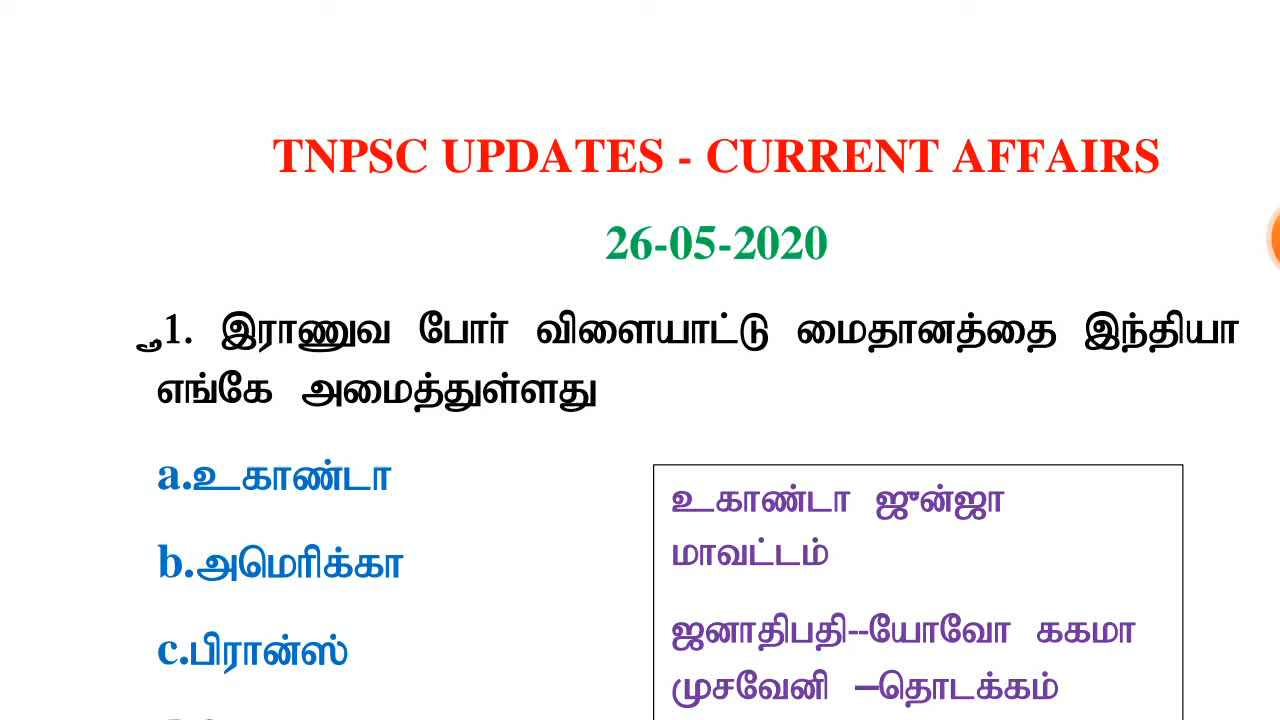 TNPSC UPDATES - CURRENT AFFAIRS
26-05-2020
1. இராணுவ போர் விளையாட்டு மைதானத்தை இந்தியா
எங்கே அமைத்துள்ளது
a.உகாண்டா
b.அமெரிக்கா
c.பிரான்ஸ்
உகாண்டா ஜுன்ஜா
மாவட்டம்
ஜனாதிபதி--யோவோ ககமா
முசவேனி –தொடக்கம்